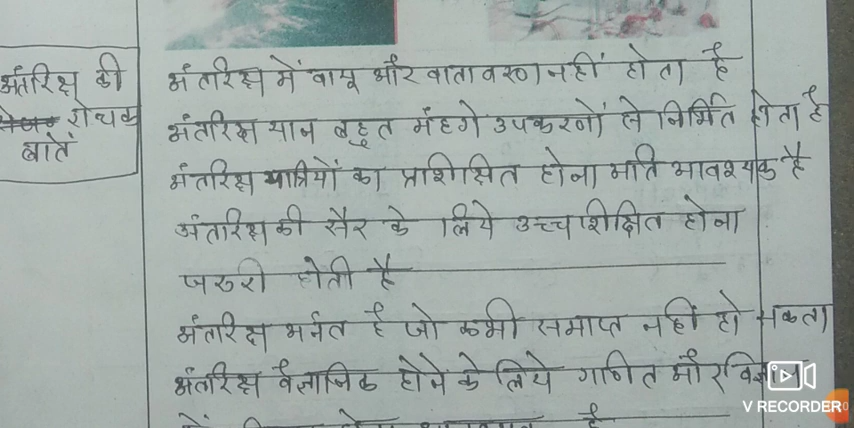 अंतरिक्ष की
रोचक
बातें
अंतरिक्ष में वायू और वातावरण नहीं होता है
अंतरिक्ष यान बहुत मंहगे उपकरणों से निर्मित होता है
अंतरिक्ष यात्रियों का प्रशिक्षित होना अति आवश्यक है
अंतरिक्ष की सैर के लिये उच्चशिक्षित होना
जरुरी होती है
अंतरिक्ष अनंत है जो कभी समाप्त नहीं हो सकता
अंतरिक्ष वैज्ञानिक होने के लिये गणित और विज्ञान
है
V RECORDER